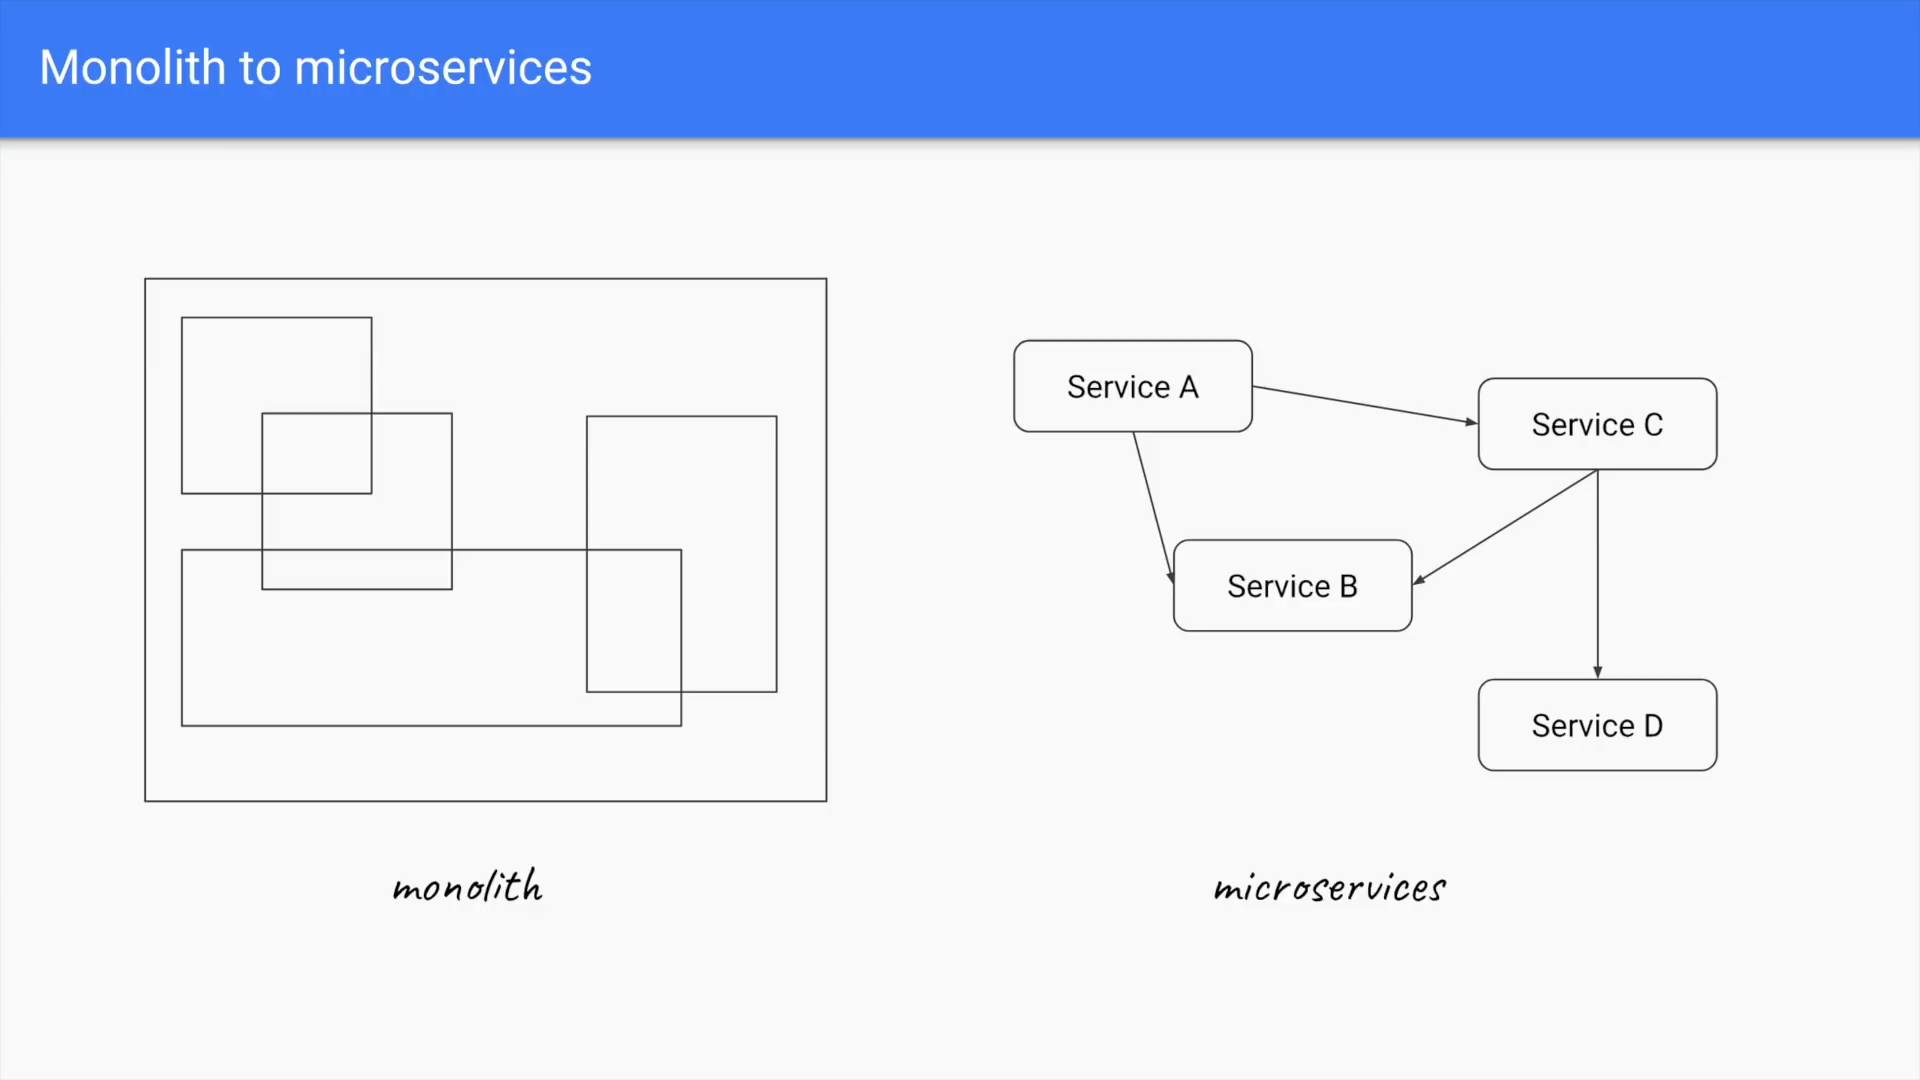 Monolith to microservices
Service A
Service C
Service B
Service D
monolith
microservices